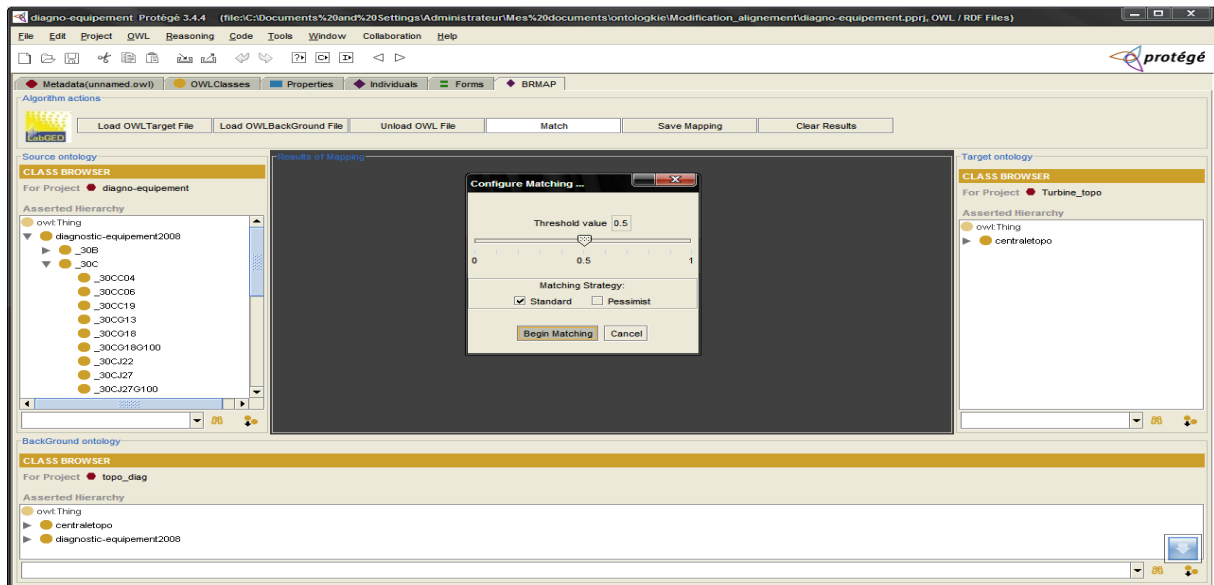 diagno-equipement Protégé 3.4.4 (file:\C:\Documents%20and%20Settings\Administrateur\Mes%20documents\ontologkie\Modification_alignement\diagno-equipement.pprj, OWL / RDF Files)
File Edit Project OWL Reasoning Code Tools Window Collaboration Help
protégé
Metadata(unnamed.owl) OWLClasses Properties Individuals Forms BRMAP
Algorithm actions
LabGED
Load OWLTarget File Load OWLBackGround File Unload OWL File Match Save Mapping Clear Results
Source ontology
CLASS BROWSER
For Project diagno-equipement
Asserted Hierarchy
owl:Thing
diagnostic-equipement2008
_30B
_30C
_30CC04
_30CC06
_30CC19
_30CG13
_30CG18
_30CG18G100
_30CJ22
_30CJ27
_30CJ27G100
Results of Mapping
Configure Matching ...
Threshold value 0.5
0 0.5 1
Matching Strategy:
Standard Pessimist
Begin Matching Cancel
Target ontology
CLASS BROWSER
For Project Turbine_topo
Asserted Hierarchy
owl:Thing
centraletopo
BackGround ontology
CLASS BROWSER
For Project topo_diag
Asserted Hierarchy
owl:Thing
centraletopo
diagnostic-equipement2008